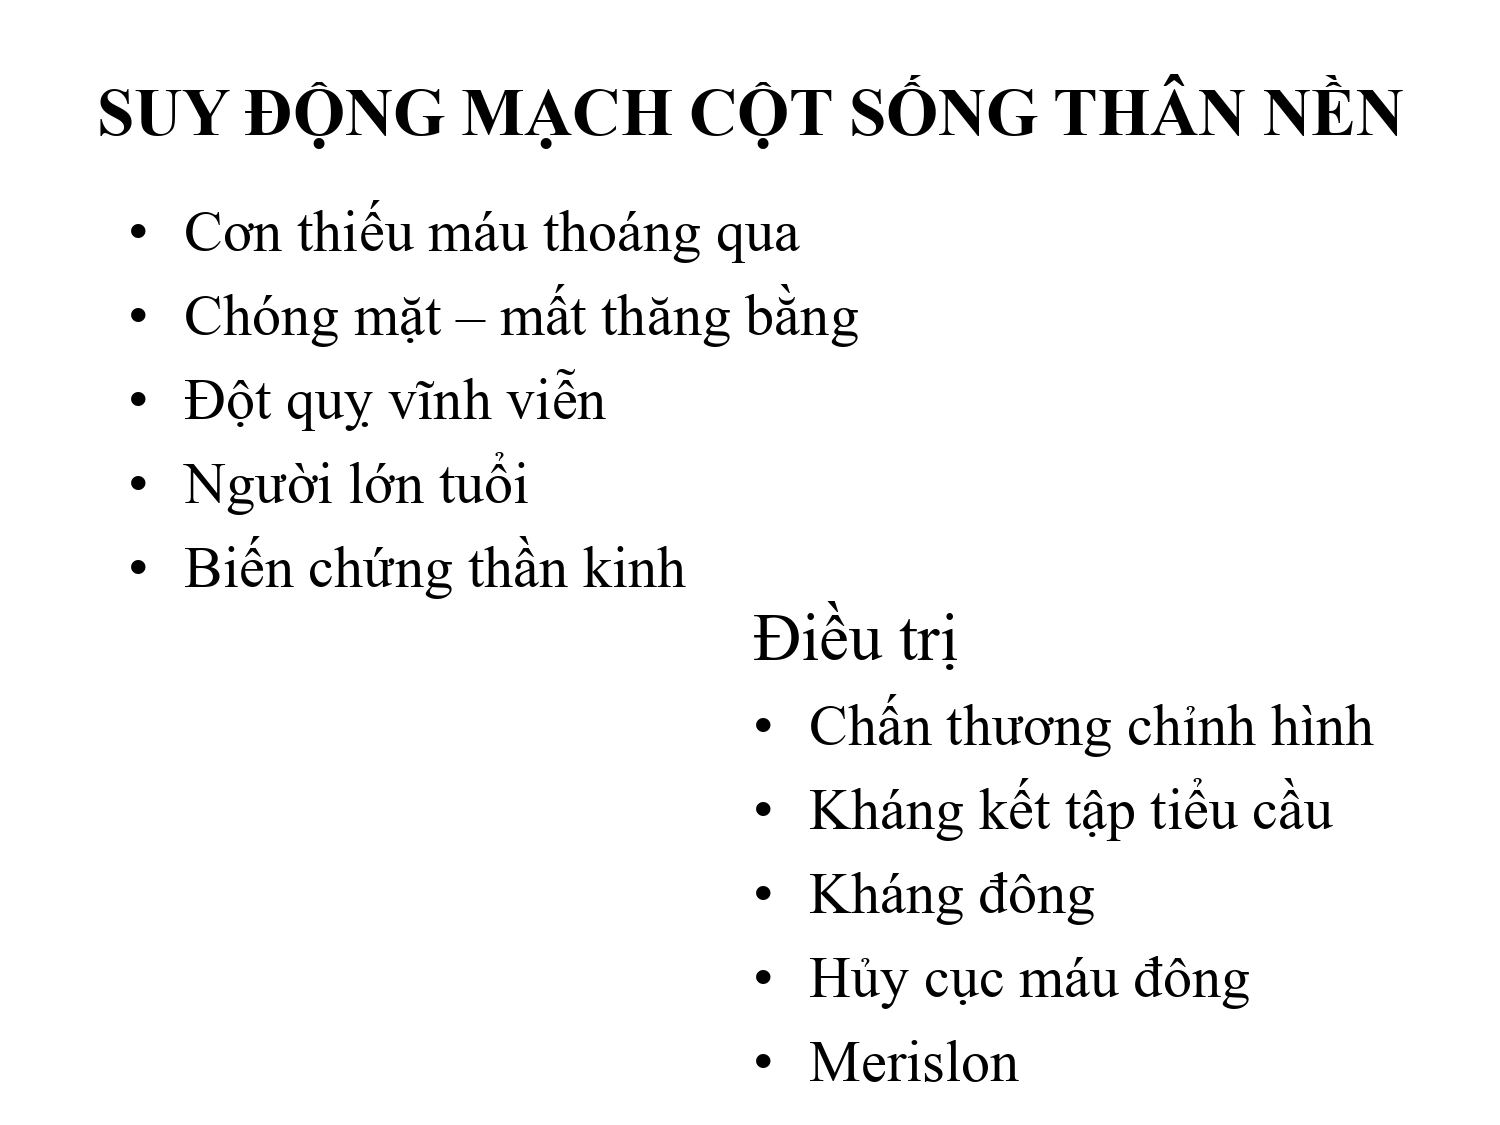 SUY ĐỘNG MẠCH CỘT SỐNG THÂN NỀN
• Cơn thiếu máu thoáng qua
• Chóng mặt – mất thăng bằng
• Đột quỵ vĩnh viễn
• Người lớn tuổi
• Biến chứng thần kinh
Điều trị
• Chấn thương chỉnh hình
• Kháng kết tập tiểu cầu
• Kháng đông
• Hủy cục máu đông
• Merislon